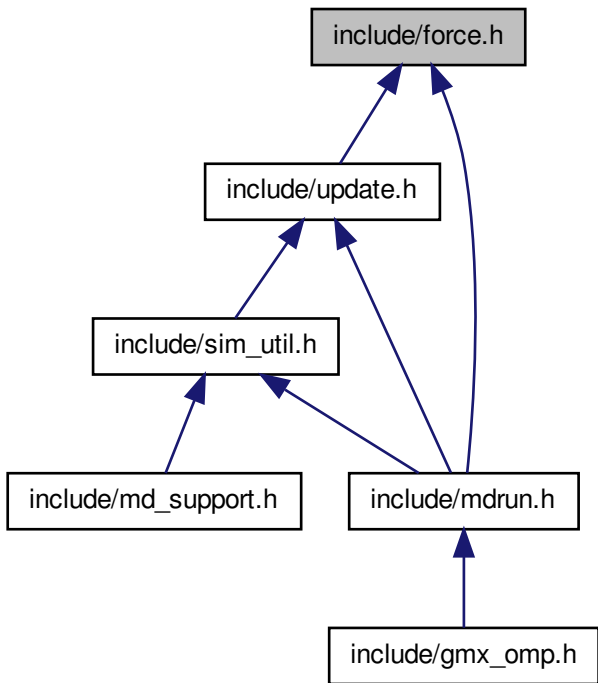 include/force.h
include/update.h
include/sim_util.h
include/md_support.h
include/mdrun.h
include/gmx_omp.h